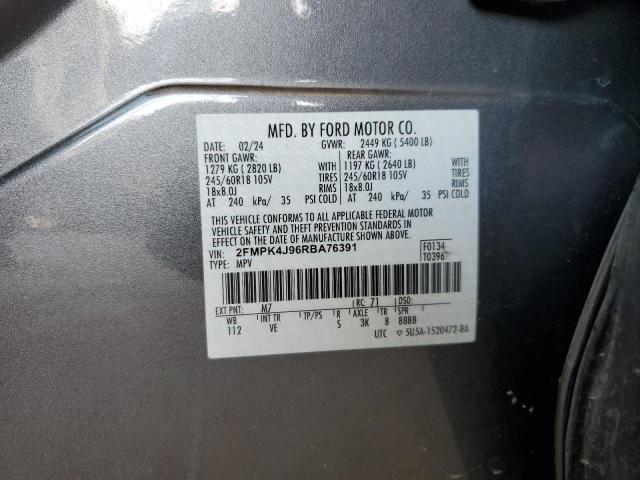 MFD. BY FORD MOTOR CO.
DATE: 02/24 GVWR: 2449 KG ( 5400 LB)
FRONT GAWR: REAR GAWR:
1279 KG ( 2820 LB) WITH 1197 KG ( 2640 LB) WITH
245/60R18 105V TIRES 245/60R18 105V TIRES
18x8.0J RIMS 18x8.0J RIMS
AT 240 kPa/ 35 PSI COLD AT 240 kPa/ 35 PSI COLD
THIS VEHICLE CONFORMS TO ALL APPLICABLE FEDERAL MOTOR
VEHICLE SAFETY AND THEFT PREVENTION STANDARDS IN
EFFECT ON THE DATE OF MANUFACTURE SHOWN ABOVE.
VIN: 2FMPK4J96RBA76391 F0134
TYPE: MPV T0396
EXT PNT: M7 RC: 71 DSO:
WB INT TR TP/PS R AXLE TR SPR
112 VE S 3K 8 BBBB
UTC ▽ 5U5A-1520472-BA